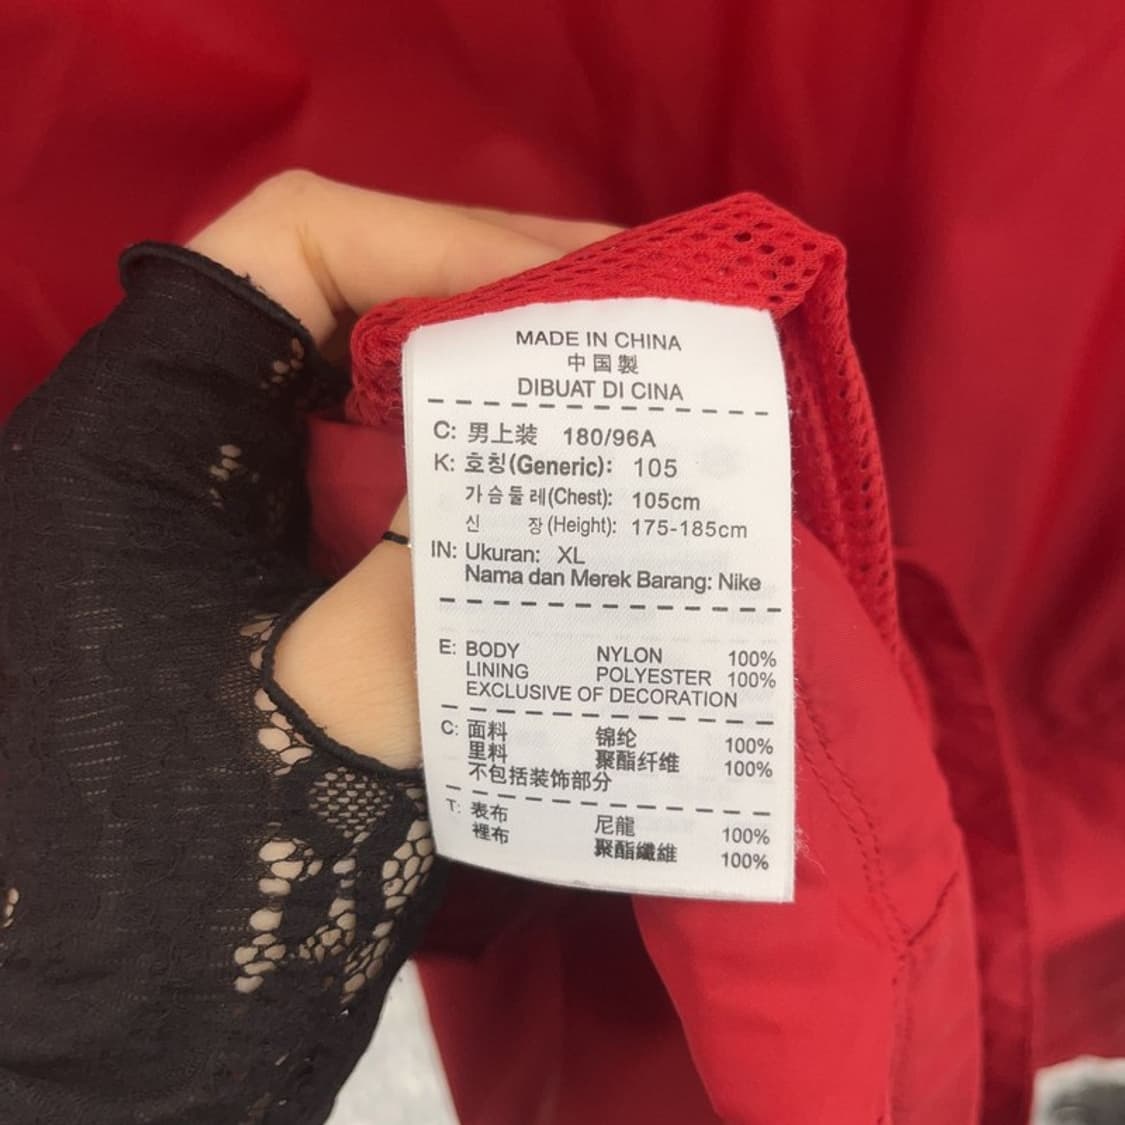 MADE IN CHINA
中国製
DIBUAT DI CINA
C: 男上装 180/96A
K: 호칭(Generic): 105
가슴둘레(Chest): 105cm
신 장(Height): 175-185cm
IN: Ukuran: XL
Nama dan Merek Barang: Nike
E: BODY NYLON 100%
LINING POLYESTER 100%
EXCLUSIVE OF DECORATION
C: 面料 锦纶 100%
里料 聚酯纤维 100%
不包括装饰部分
T: 表布 尼龍 100%
裡布 聚酯纖維 100%